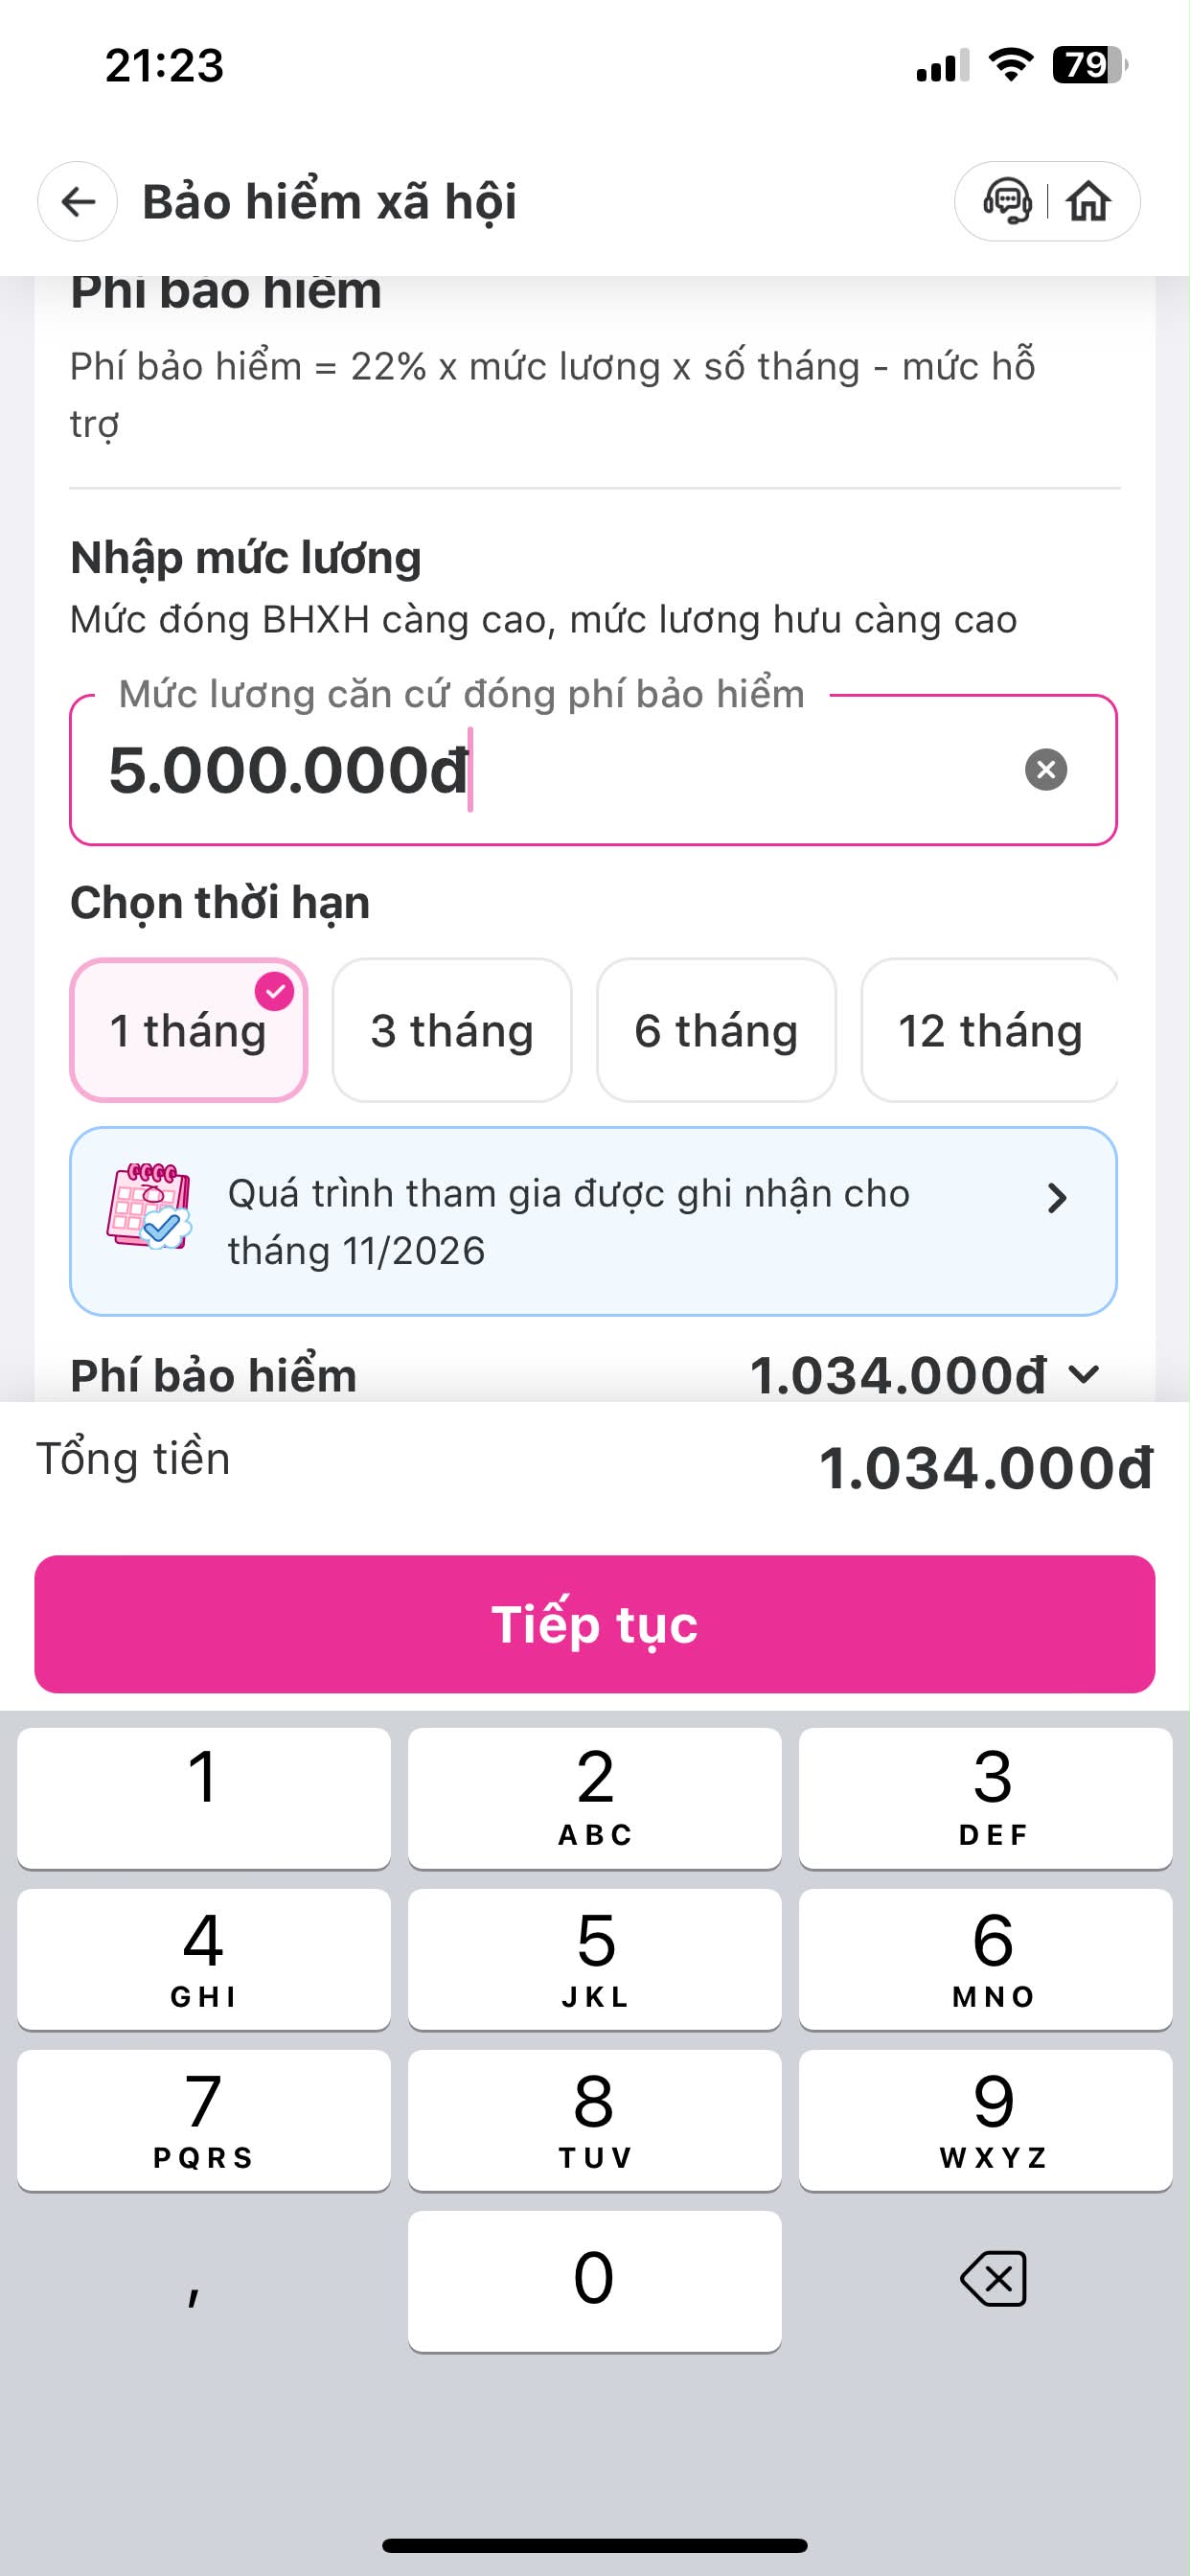 21:23
79
Bảo hiểm xã hội
Phí bảo hiểm
Phí bảo hiểm = 22% x mức lương x số tháng - mức hỗ
trợ
Nhập mức lương
Mức đóng BHXH càng cao, mức lương hưu càng cao
Mức lương căn cứ đóng phí bảo hiểm
5.000.000đ
Chọn thời hạn
1 tháng
3 tháng
6 tháng
12 tháng
Quá trình tham gia được ghi nhận cho
tháng 11/2026
Phí bảo hiểm 1.034.000đ
Tổng tiền 1.034.000đ
Tiếp tục
1
2
3
ABC
DEF
4
5
6
GHI
JKL
MNO
7
8
9
PQRS
TUV
WXYZ
,
0